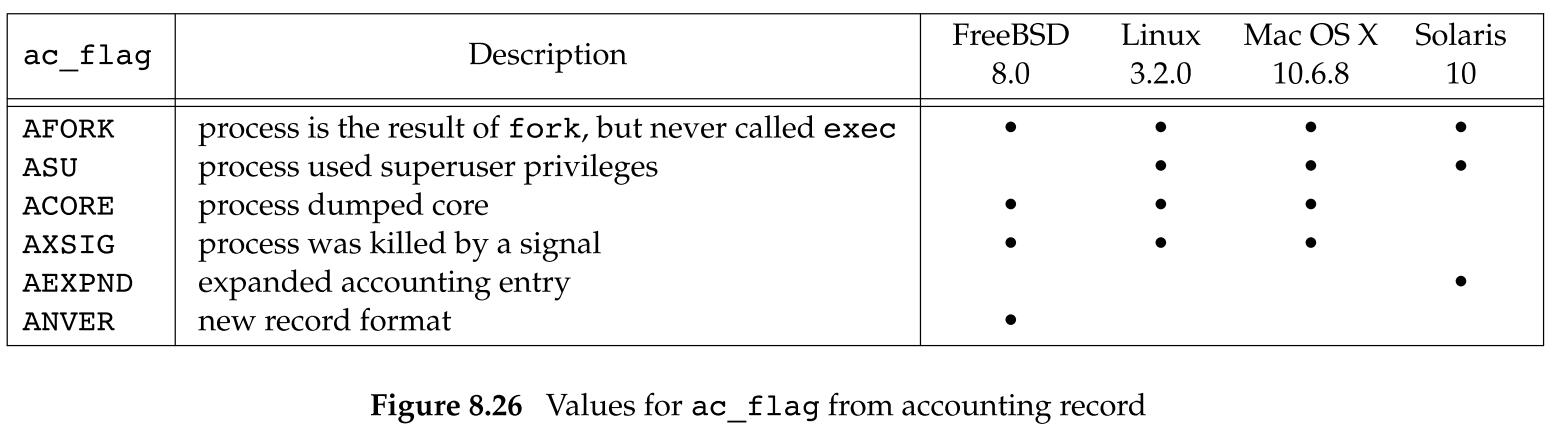 ac_flag Description FreeBSD 8.0 Linux 3.2.0 Mac OS X 10.6.8 Solaris 10
AFORK process is the result of fork, but never called exec • • • •
ASU process used superuser privileges • • •
ACORE process dumped core • • •
AXSIG process was killed by a signal • • •
AEXPND expanded accounting entry •
ANVER new record format •
Figure 8.26 Values for ac_flag from accounting record